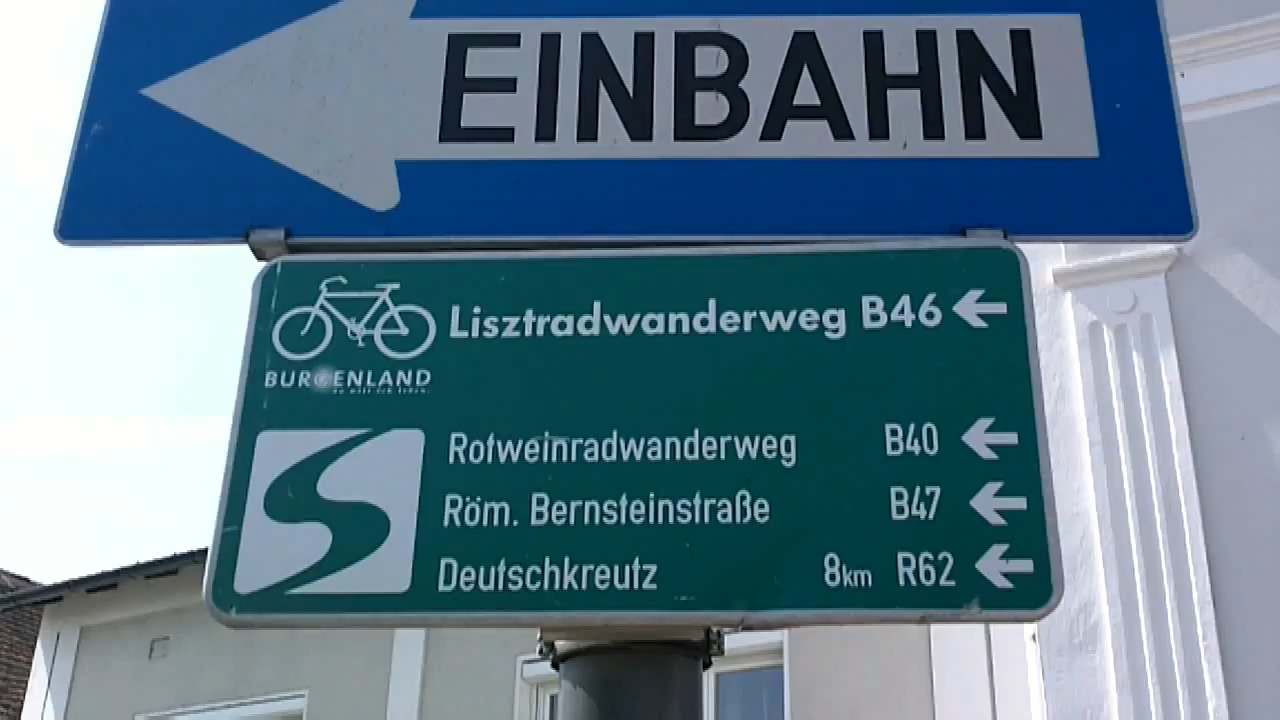 EINBAHN
Lisztradwanderweg B46
BURGENLAND
Rotweinradwanderweg B40
Röm. Bernsteinstraße B47
Deutschkreutz 8km R62